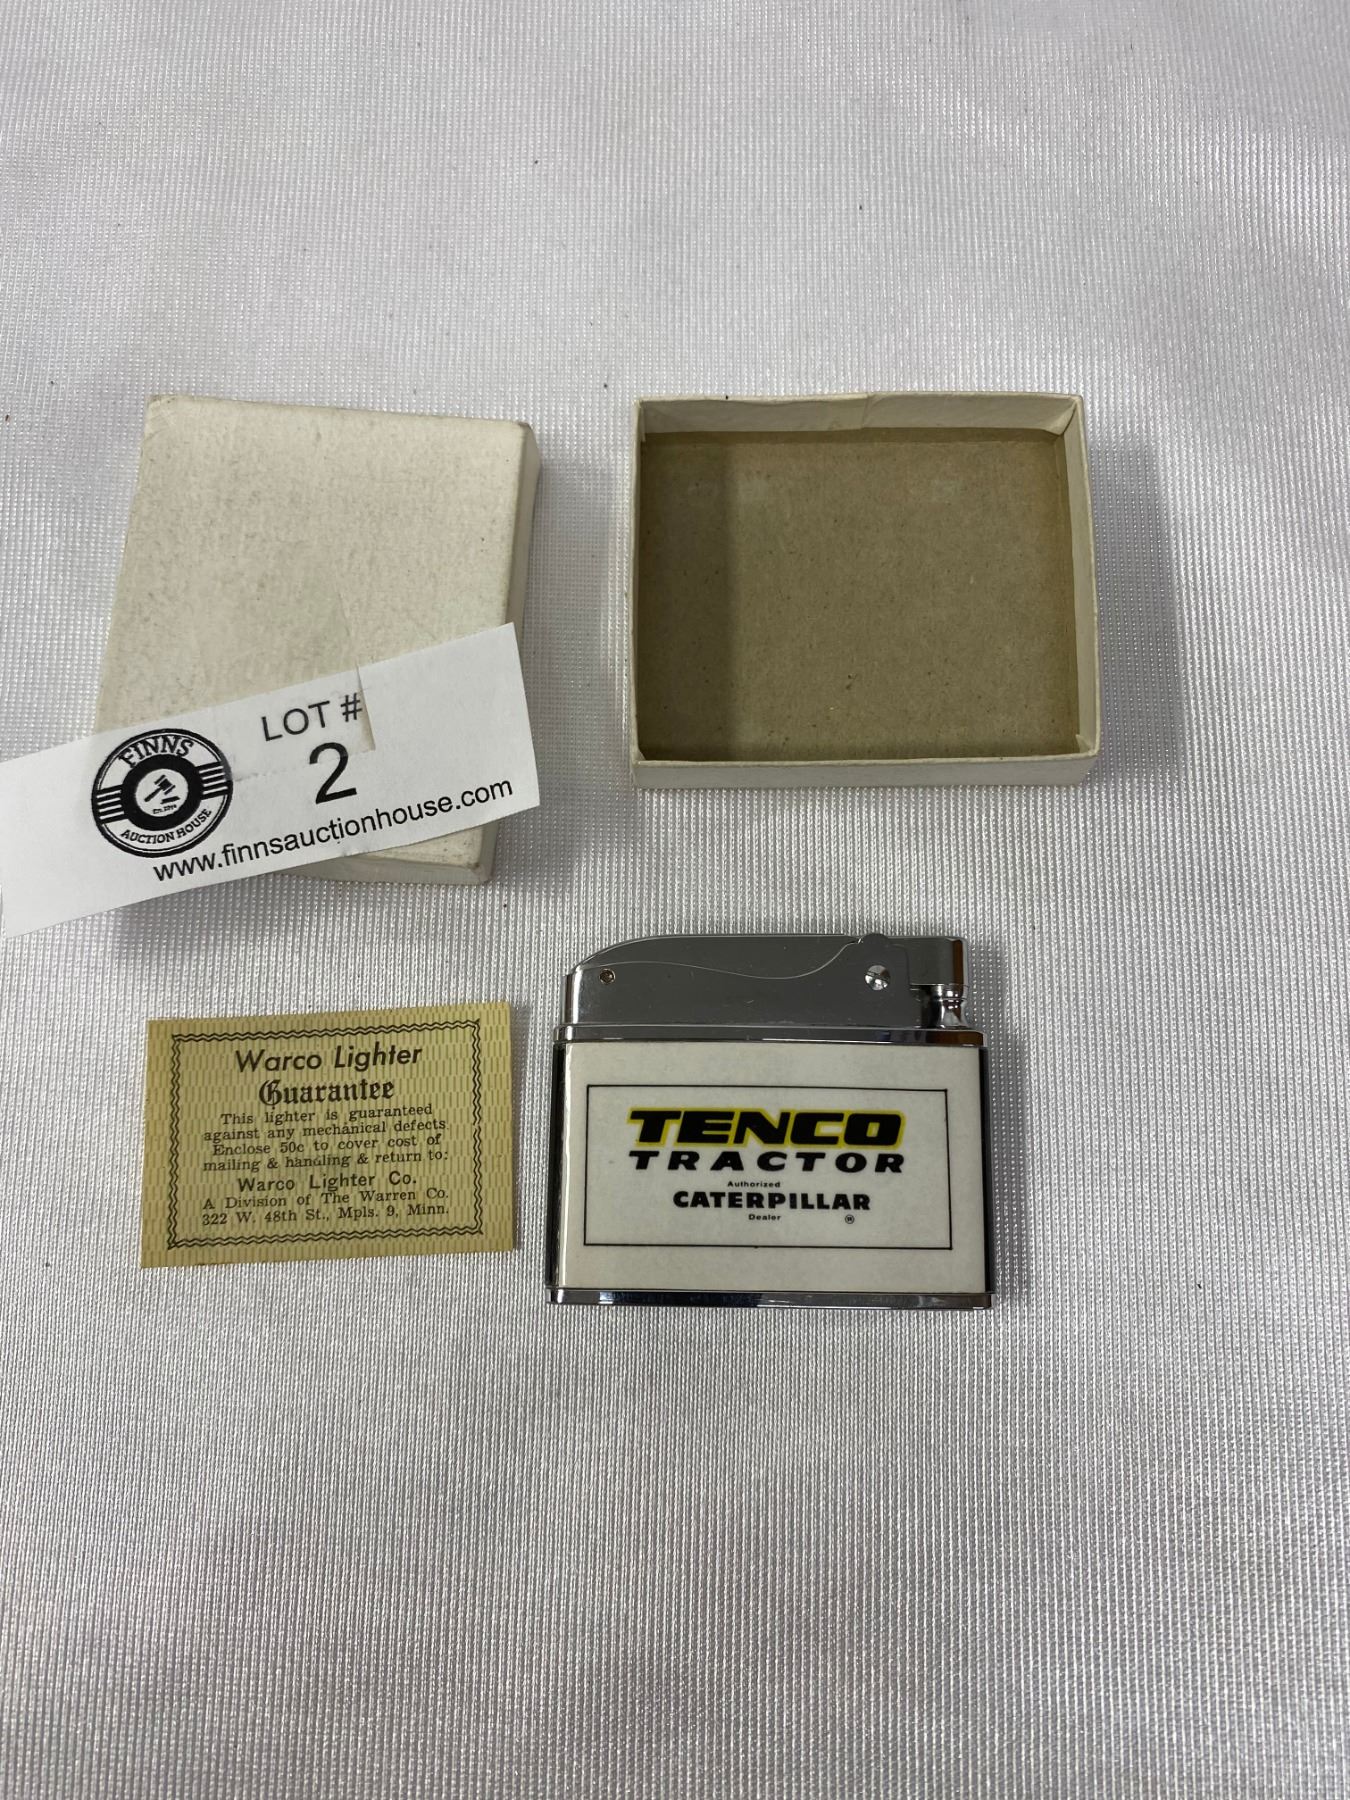 LOT #
2
FINNS
Est. 2014
AUCTION HOUSE
www.finnsauctionhouse.com
Warco Lighter
Guarantee
This lighter is guaranteed
against any mechanical defects.
Enclose 50c to cover cost of
mailing & handling & return to:
Warco Lighter Co.
A Division of The Warren Co.
322 W. 48th St., Mpls. 9, Minn.
TENCO
TRACTOR
Authorized
CATERPILLAR
Dealer ®